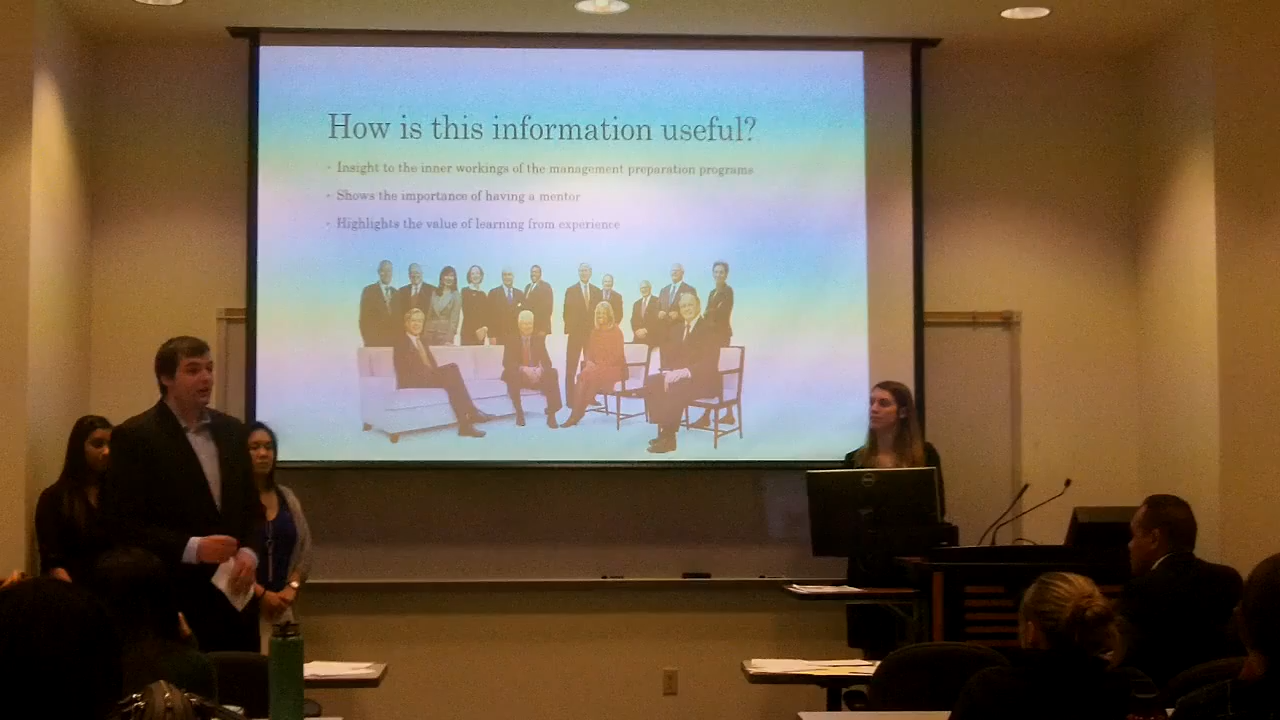 How is this information useful?
• Insight to the inner workings of the management preparation programs
• Shows the importance of having a mentor
• Highlights the value of learning from experience
DELL